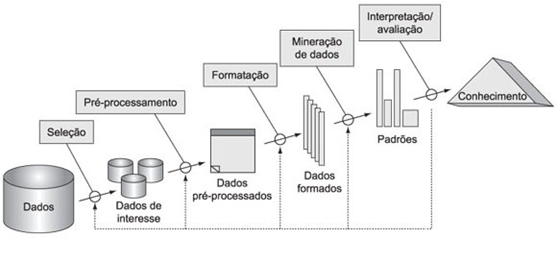 Interpretação/
avaliação
Mineração
de dados
Formatação
Pré-processamento
Seleção
Conhecimento
Padrões
Dados
formados
Dados
pré-processados
Dados de
interesse
Dados